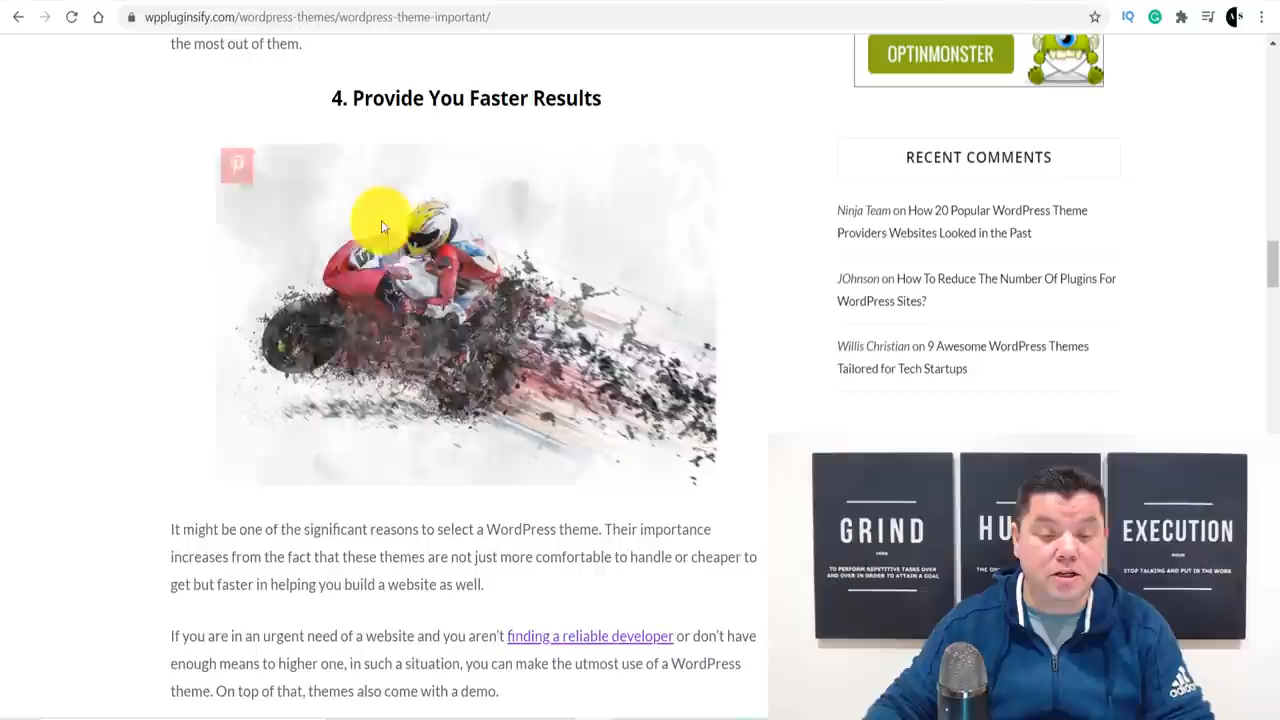 wppluginsify.com/wordpress-themes/wordpress-theme-important/
the most out of them.
4. Provide You Faster Results
It might be one of the significant reasons to select a WordPress theme. Their importance
increases from the fact that these themes are not just more comfortable to handle or cheaper to
get but faster in helping you build a website as well.
If you are in an urgent need of a website and you aren't finding a reliable developer or don't have
enough means to higher one, in such a situation, you can make the utmost use of a WordPress
theme. On top of that, themes also come with a demo.
OPTINMONSTER
RECENT COMMENTS
Ninja Team on How 20 Popular WordPress Theme
Providers Websites Looked in the Past
JOhnson on How To Reduce The Number Of Plugins For
WordPress Sites?
Willis Christian on 9 Awesome WordPress Themes
Tailored for Tech Startups
GRIND
VERB
TO PERFORM REPETITIVE TASKS OVER
AND OVER IN ORDER TO ATTAIN A GOAL
HU
EXECUTION
NOUN
STOP TALKING AND PUT IN THE WORK
adidas